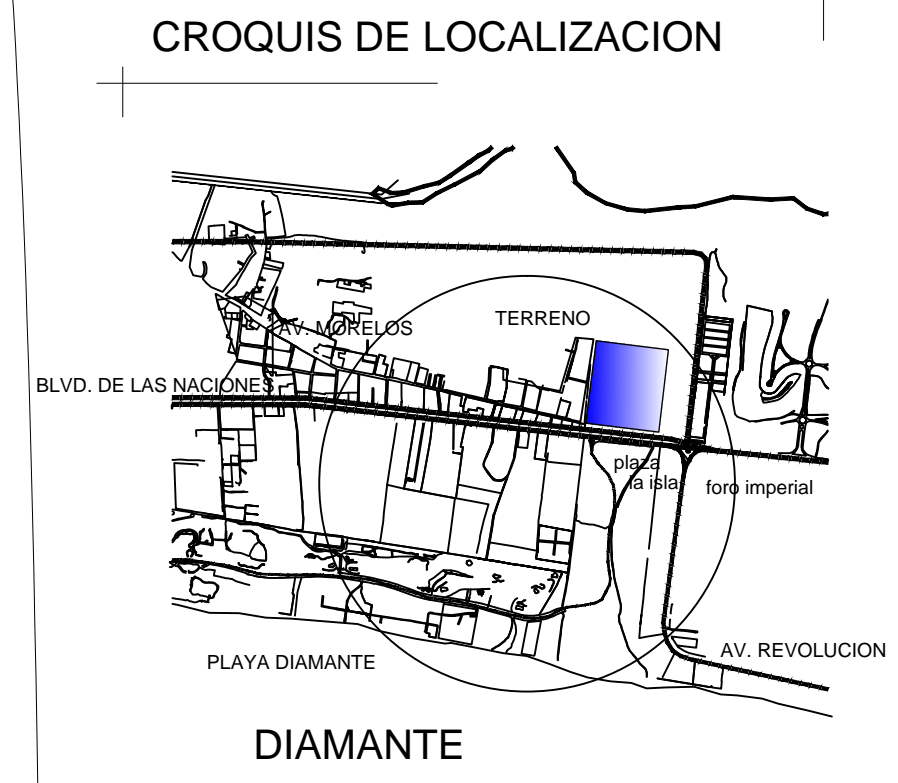 CROQUIS DE LOCALIZACION
TERRENO
AV. MORELOS
BLVD. DE LAS NACIONES
plaza
la isla
foro imperial
AV. REVOLUCION
PLAYA DIAMANTE
DIAMANTE